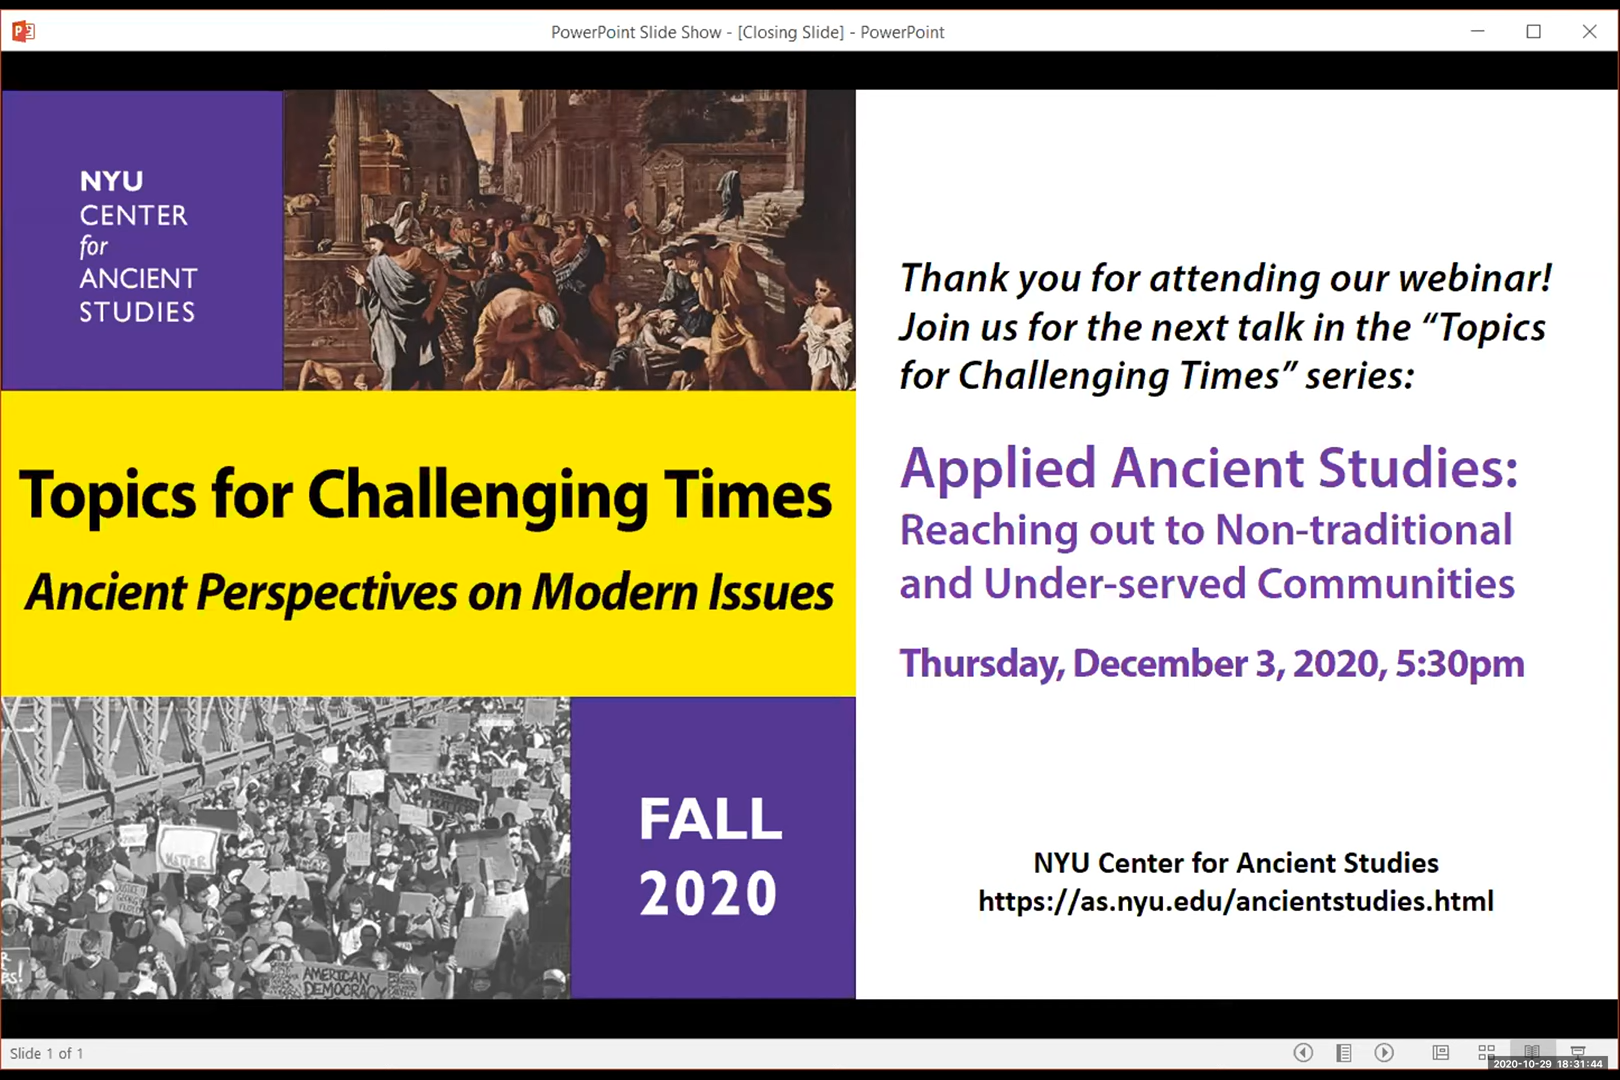 PowerPoint Slide Show - [Closing Slide] - PowerPoint
NYU
CENTER
for
ANCIENT
STUDIES
Topics for Challenging Times
Ancient Perspectives on Modern Issues
MATTER
AMERICAN
DEMOCRACY
FALL
2020
Thank you for attending our webinar!
Join us for the next talk in the “Topics
for Challenging Times” series:
Applied Ancient Studies:
Reaching out to Non-traditional
and Under-served Communities
Thursday, December 3, 2020, 5:30pm
NYU Center for Ancient Studies
https://as.nyu.edu/ancientstudies.html
Slide 1 of 1
2020-10-29 18:31:44